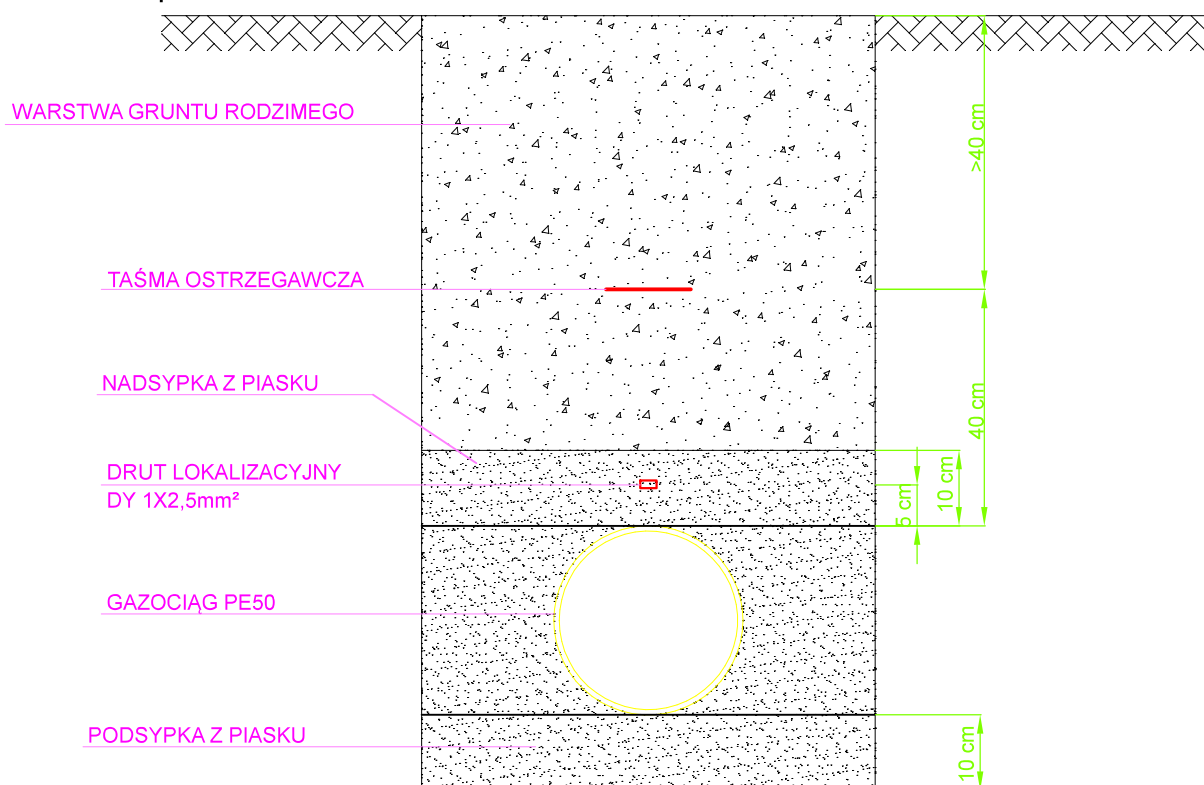 WARSTWA GRUNTU RODZIMEGO
>40 cm
TAŚMA OSTRZEGAWCZA
NADSYPKA Z PIASKU
40 cm
DRUT LOKALIZACYJNY
DY 1X2,5mm²
10 cm
5 cm
GAZOCIĄG PE50
PODSYPKA Z PIASKU
10 cm